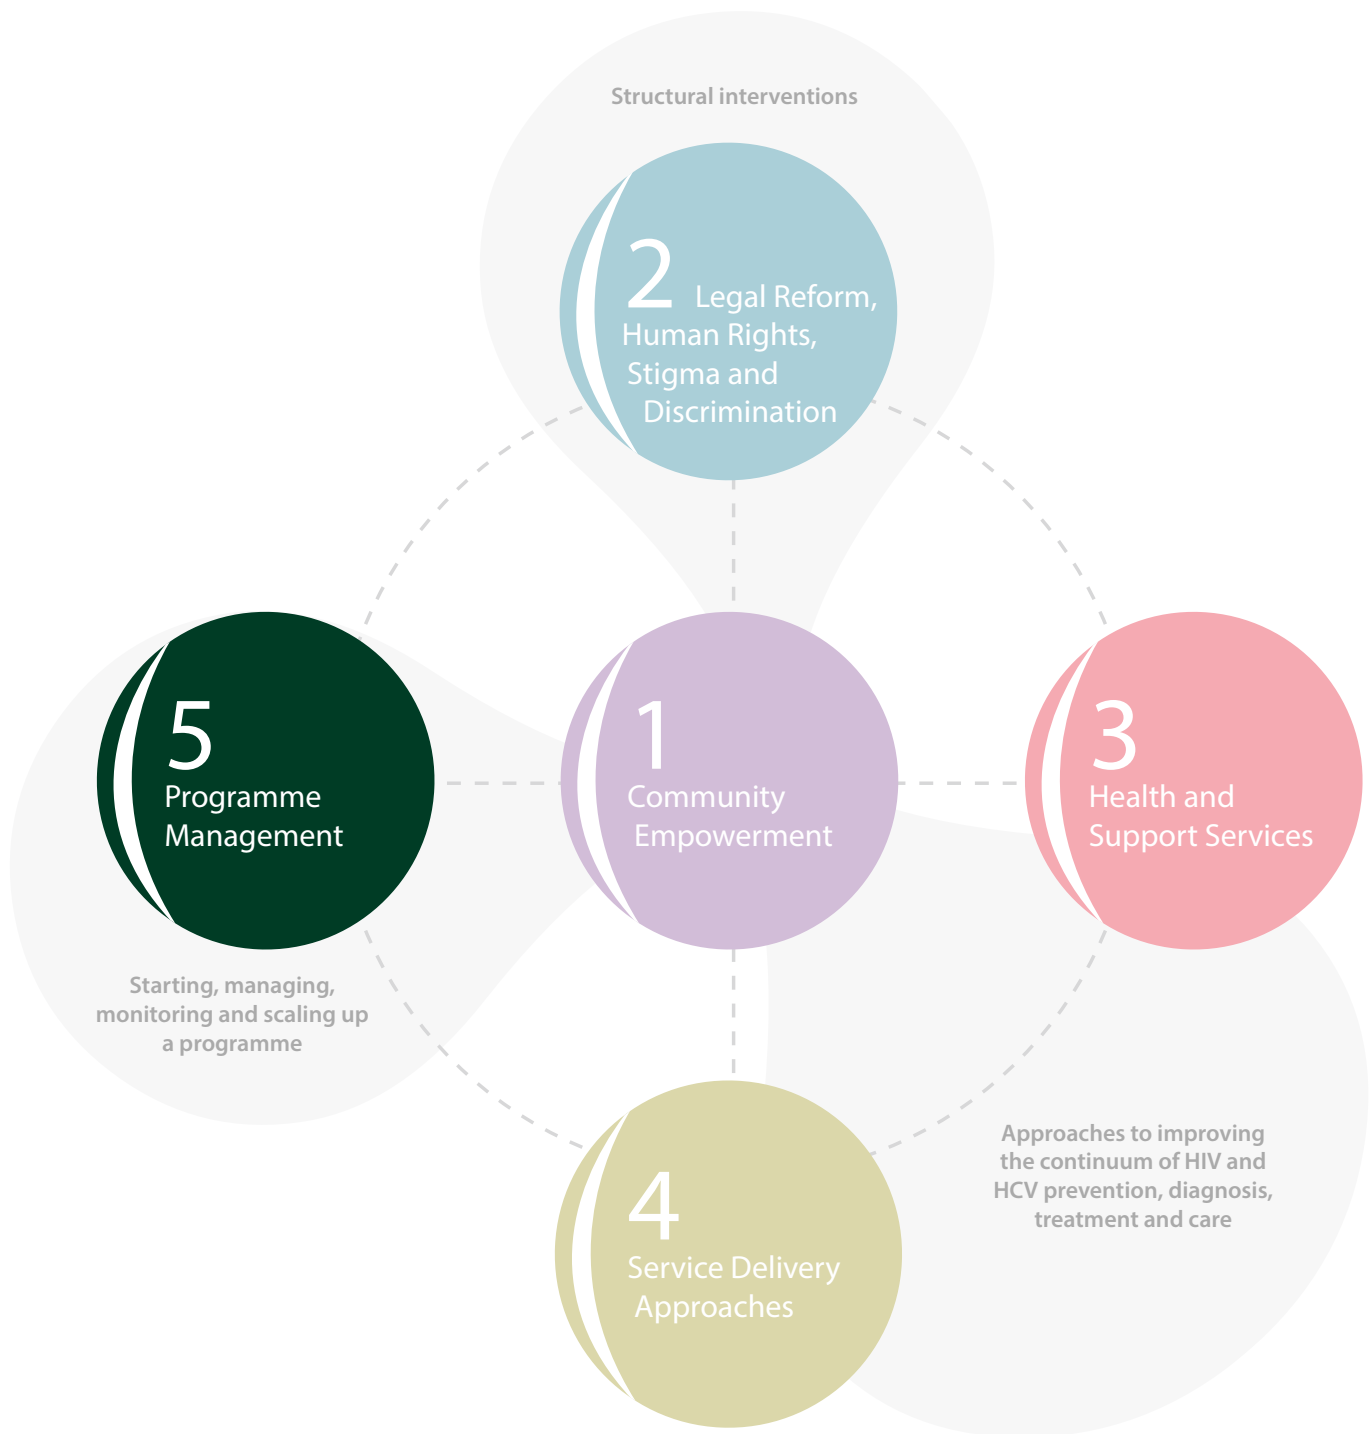 Structural interventions
2 Legal Reform,
Human Rights,
Stigma and
Discrimination
5
Programme
Management
1
Community
Empowerment
3
Health and
Support Services
Starting, managing,
monitoring and scaling up
a programme
4
Service Delivery
Approaches
Approaches to improving
the continuum of HIV and
HCV prevention, diagnosis,
treatment and care